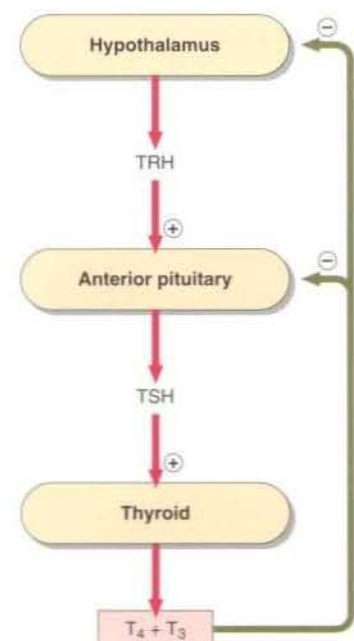 Hypothalamus
⊖
TRH
⊕
Anterior pituitary
⊖
TSH
⊕
Thyroid
T₄ + T₃